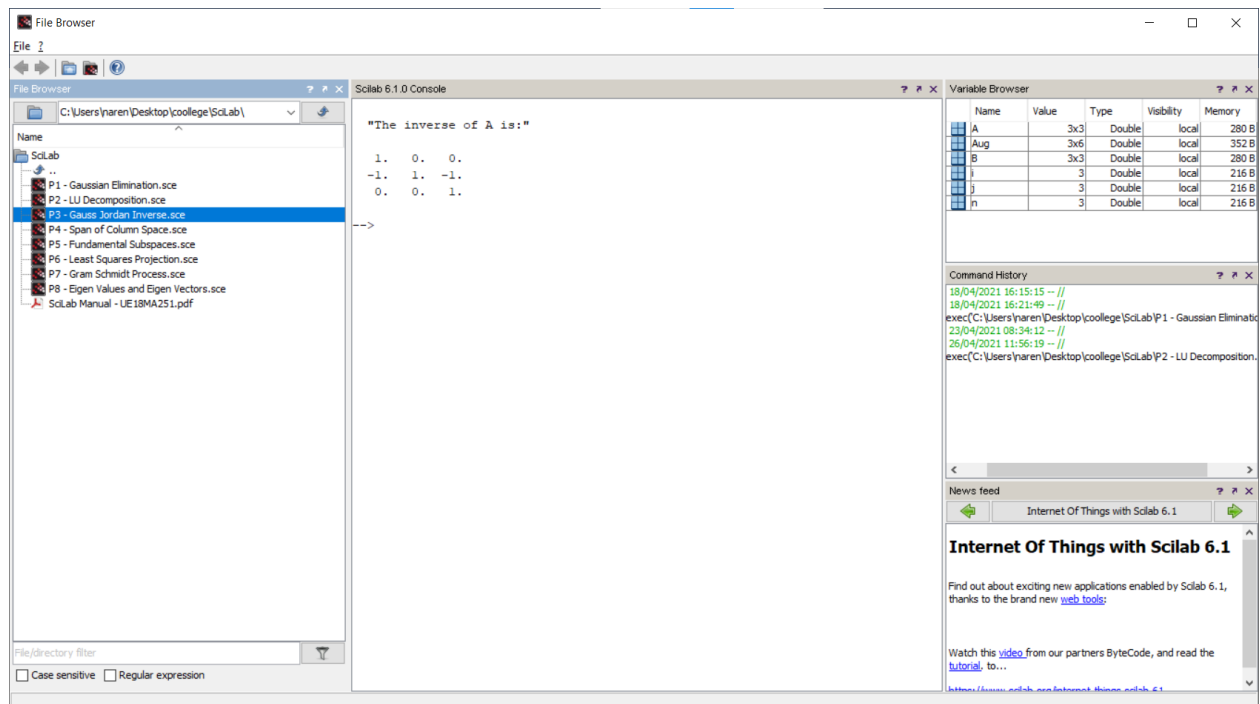 File Browser
File ?
File Browser
C:\Users\naren\Desktop\coollege\SciLab\
Name
SciLab
..
P1 - Gaussian Elimination.sce
P2 - LU Decomposition.sce
P3 - Gauss Jordan Inverse.sce
P4 - Span of Column Space.sce
P5 - Fundamental Subspaces.sce
P6 - Least Squares Projection.sce
P7 - Gram Schmidt Process.sce
P8 - Eigen Values and Eigen Vectors.sce
SciLab Manual - UE18MA251.pdf
File/directory filter
Case sensitive Regular expression
Scilab 6.1.0 Console
"The inverse of A is:"
1. 0. 0.
-1. 1. -1.
0. 0. 1.
-->
Variable Browser
Name Value Type Visibility Memory
A 3x3 Double local 280 B
Aug 3x6 Double local 352 B
B 3x3 Double local 280 B
i 3 Double local 216 B
j 3 Double local 216 B
n 3 Double local 216 B
Command History
18/04/2021 16:15:15 -- //
18/04/2021 16:21:49 -- //
exec('C:\Users\naren\Desktop\coollege\SciLab\P1 - Gaussian Eliminatic
23/04/2021 08:34:12 -- //
26/04/2021 11:56:19 -- //
exec('C:\Users\naren\Desktop\coollege\SciLab\P2 - LU Decomposition.
News feed
Internet Of Things with Scilab 6.1
Internet Of Things with Scilab 6.1
Find out about exciting new applications enabled by Scilab 6.1,
thanks to the brand new web tools:
Watch this video from our partners ByteCode, and read the
tutorial, to...
https://www.scilab.org/internet-things-scilab-61